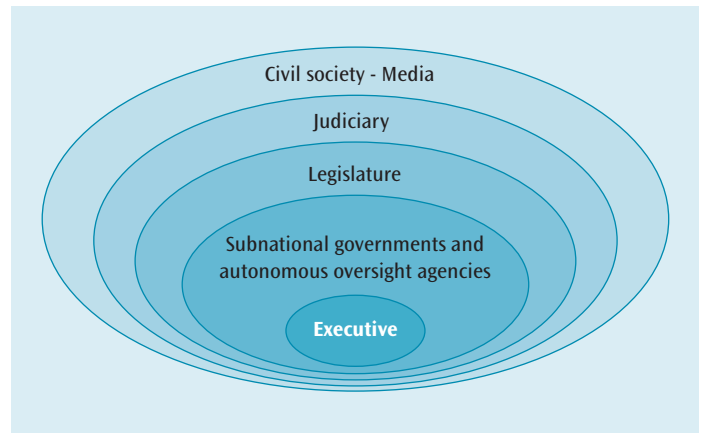 Civil society - Media
Judiciary
Legislature
Subnational governments and
autonomous oversight agencies
Executive